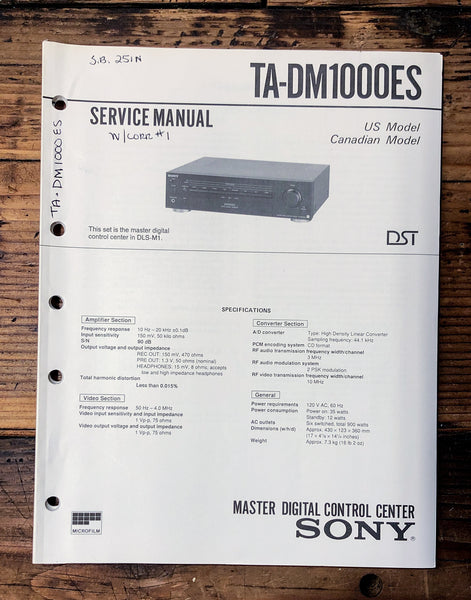 S.B. 251N
TA-DM1000ES
SERVICE MANUAL
W/CORR #1
US Model
Canadian Model
TA-DM1000ES
SONY
This set is the master digital
control center in DLS-M1.
DST
SPECIFICATIONS
Amplifier Section
Frequency response 10 Hz – 20 kHz ±0.1dB
Input sensitivity 150 mV, 50 kilo ohms
S/N 90 dB
Output voltage and output impedance
REC OUT: 150 mV, 470 ohms
PRE OUT: 1.3 V, 50 ohms (nominal)
HEADPHONES: 15 mV, 8 ohms, accepts
low and high impedance headphones
Total harmonic distortion
Less than 0.015%
Video Section
Frequency response 50 Hz – 4.0 MHz
Video input sensitivity and input impedance
1 Vp-p, 75 ohms
Video output voltage and output impedance
1 Vp-p, 75 ohms
Converter Section
A/D converter Type: High Density Linear Converter
Sampling frequency: 44.1 kHz
PCM encoding system CD format
RF audio transmission frequency width/channel
3 MHz
RF audio modulation system
2 PSK modulation
RF video transmission frequency width/channel
10 MHz
General
Power requirements 120 V AC, 60 Hz
Power consumption Power on: 35 watts
Standby: 12 watts
AC outlets Six switched, total 900 watts
Dimensions (w/h/d) Approx. 430 × 123 × 360 mm
Weight Approx. 7.3 kg (16 lb 2 oz)
MICROFILM
MASTER DIGITAL CONTROL CENTER
SONY®